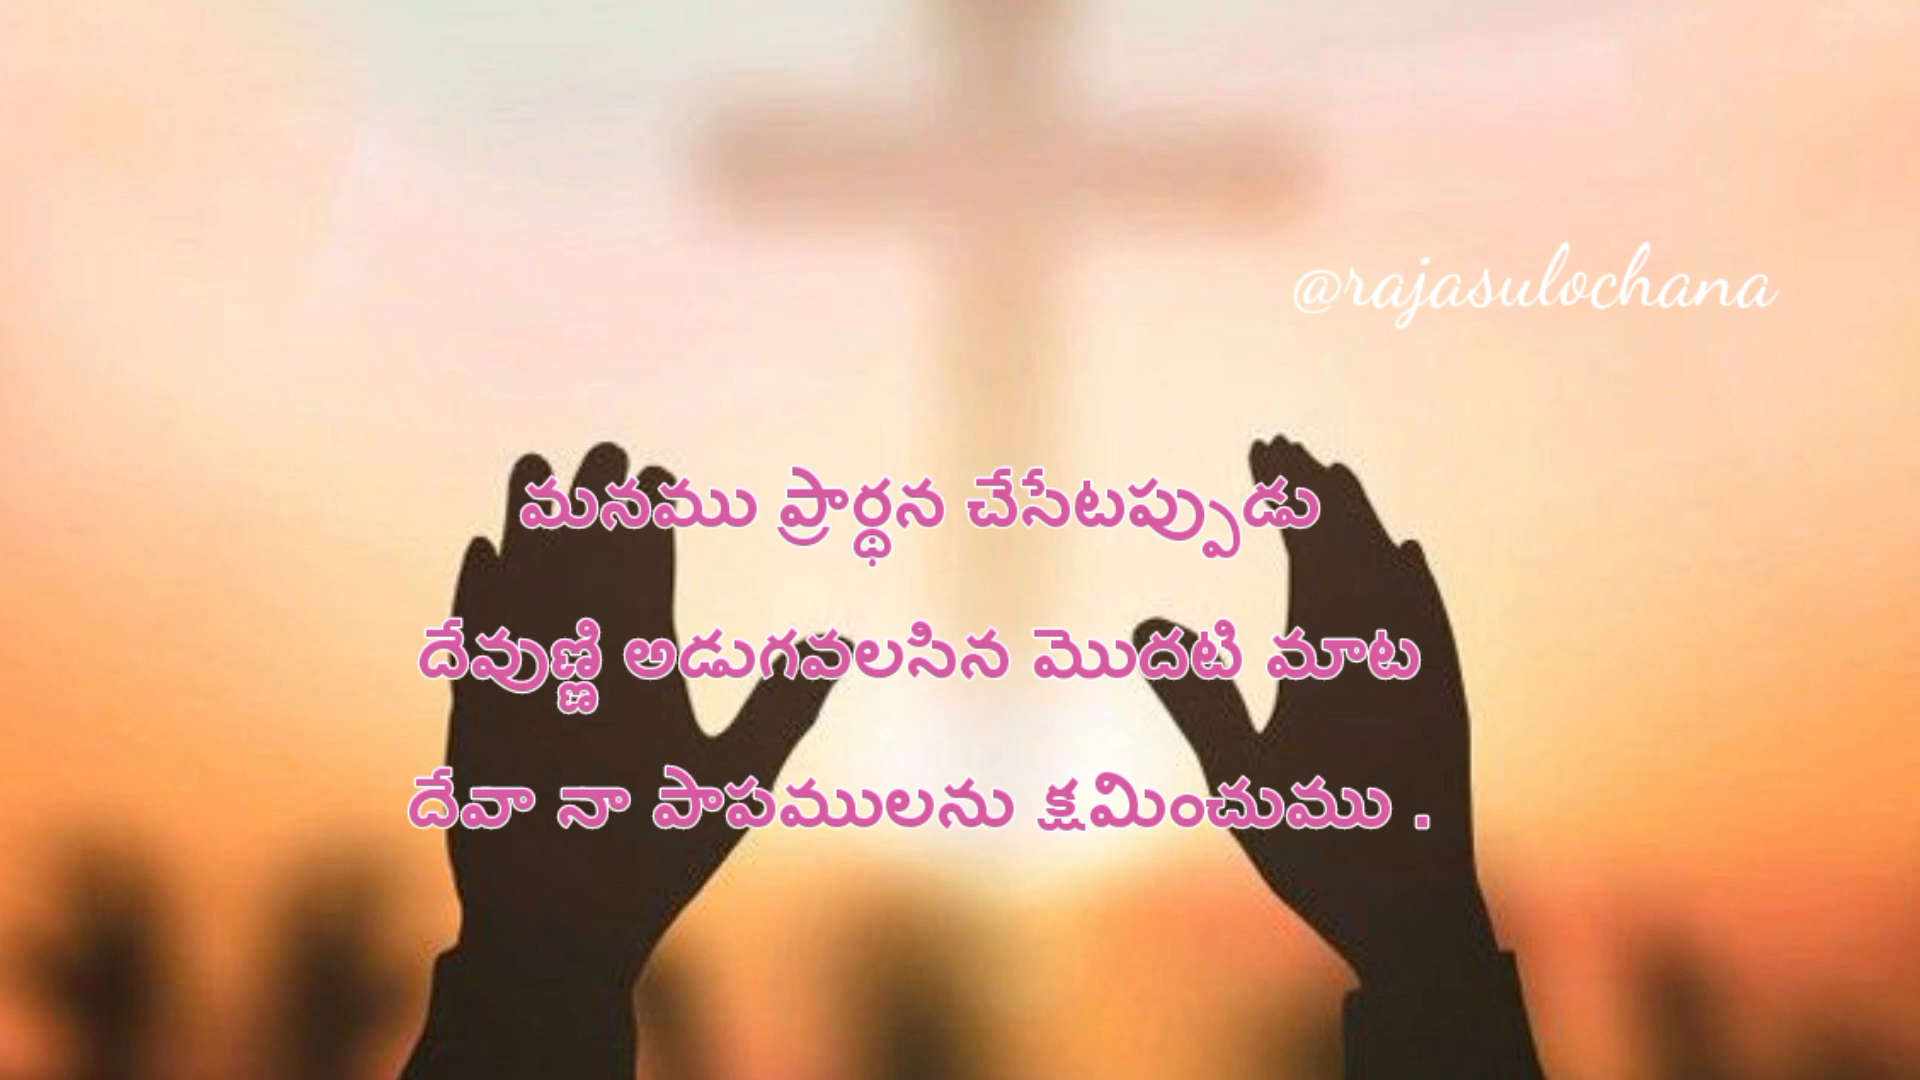 @rajasulochana
మనము ప్రార్థన చేసేటప్పుడు
దేవుణ్ణి అడుగవలసిన మొదటి మాట
దేవా నా పాపములను క్షమించుము .